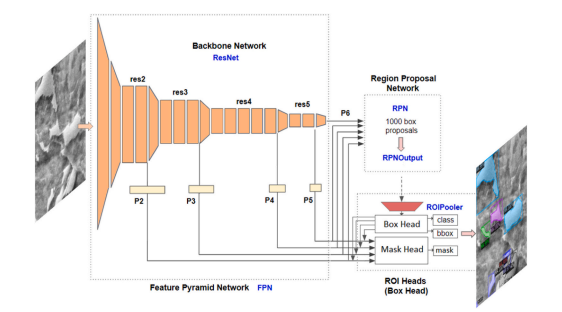 Backbone Network
ResNet
res2
res3
res4
res5
P6
Region Proposal
Network
RPN
1000 box
proposals
RPNOutput
P2
P3
P4
P5
ROIPooler
Box Head
class
bbox
Mask Head
mask
ROI Heads
(Box Head)
Feature Pyramid Network FPN